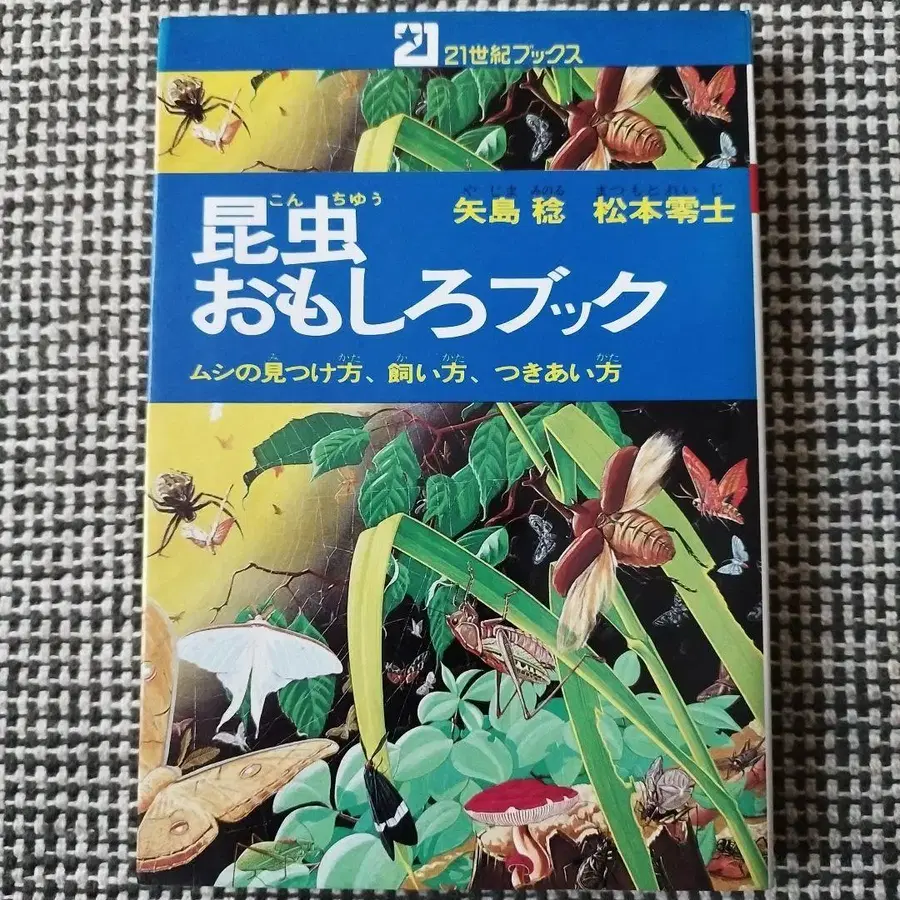 21 21世紀ブックス
やじま みのる まつもとれいじ
矢島 稔 松本零士
こん ちゆう
昆虫
おもしろブック
み かた か かた かた
ムシの見つけ方、飼い方、つきあい方